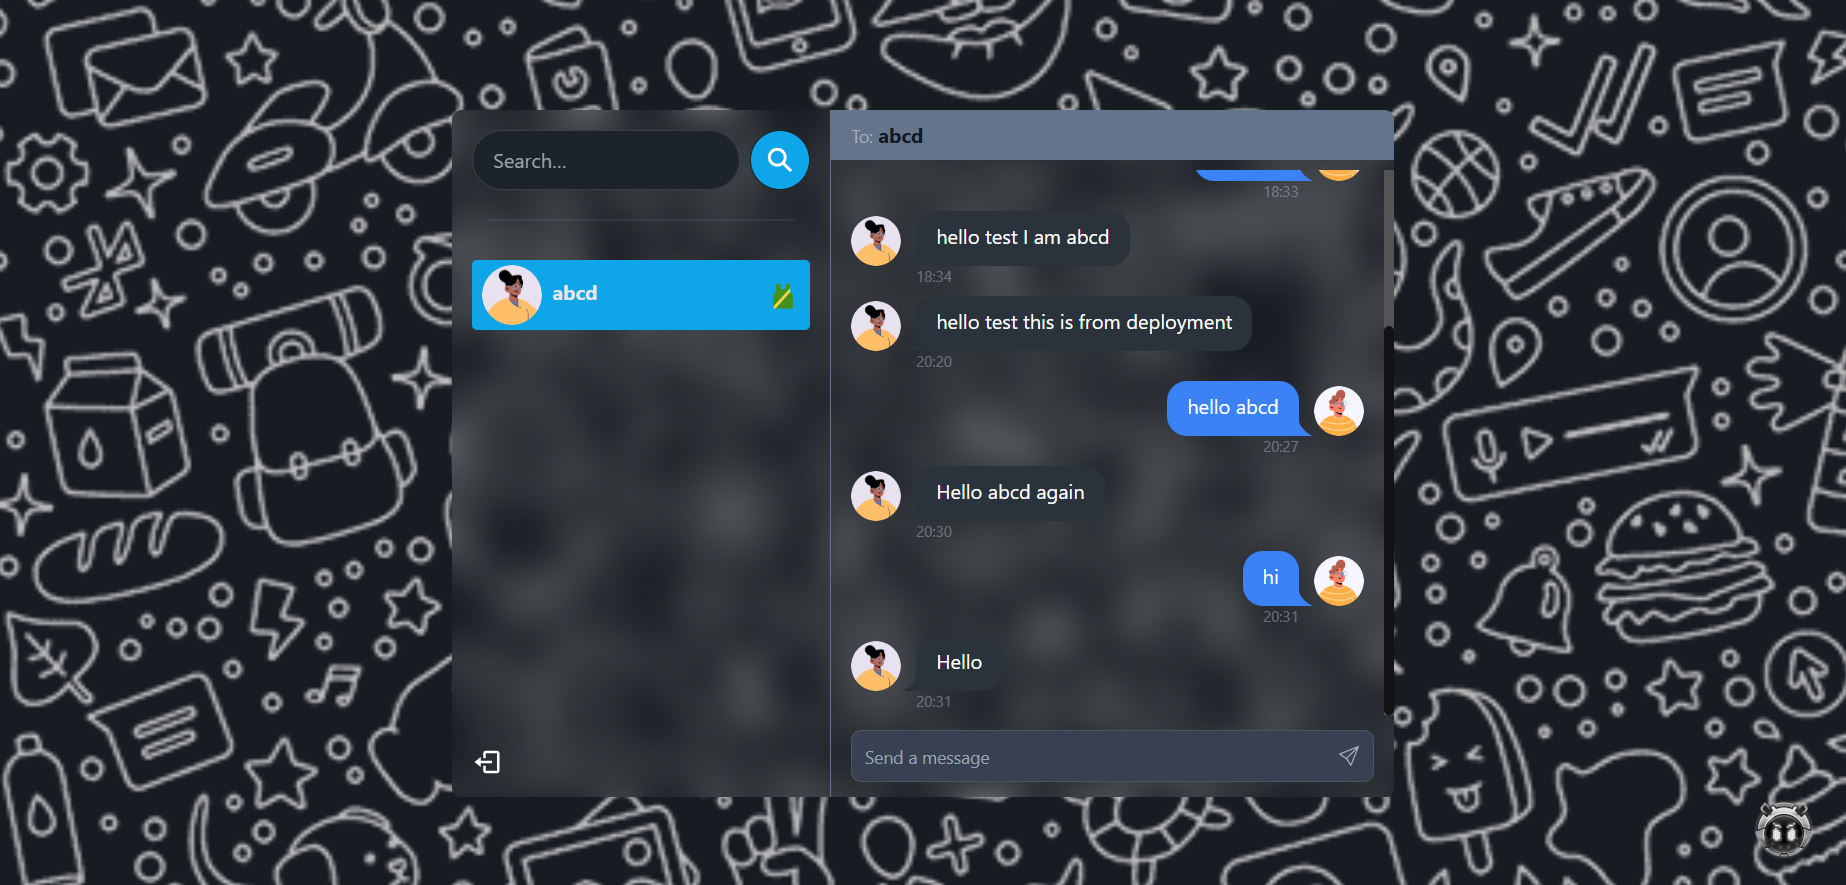 Search...
abcd
To: abcd
18:33
hello test I am abcd
18:34
hello test this is from deployment
20:20
hello abcd
20:27
Hello abcd again
20:30
hi
20:31
Hello
20:31
Send a message